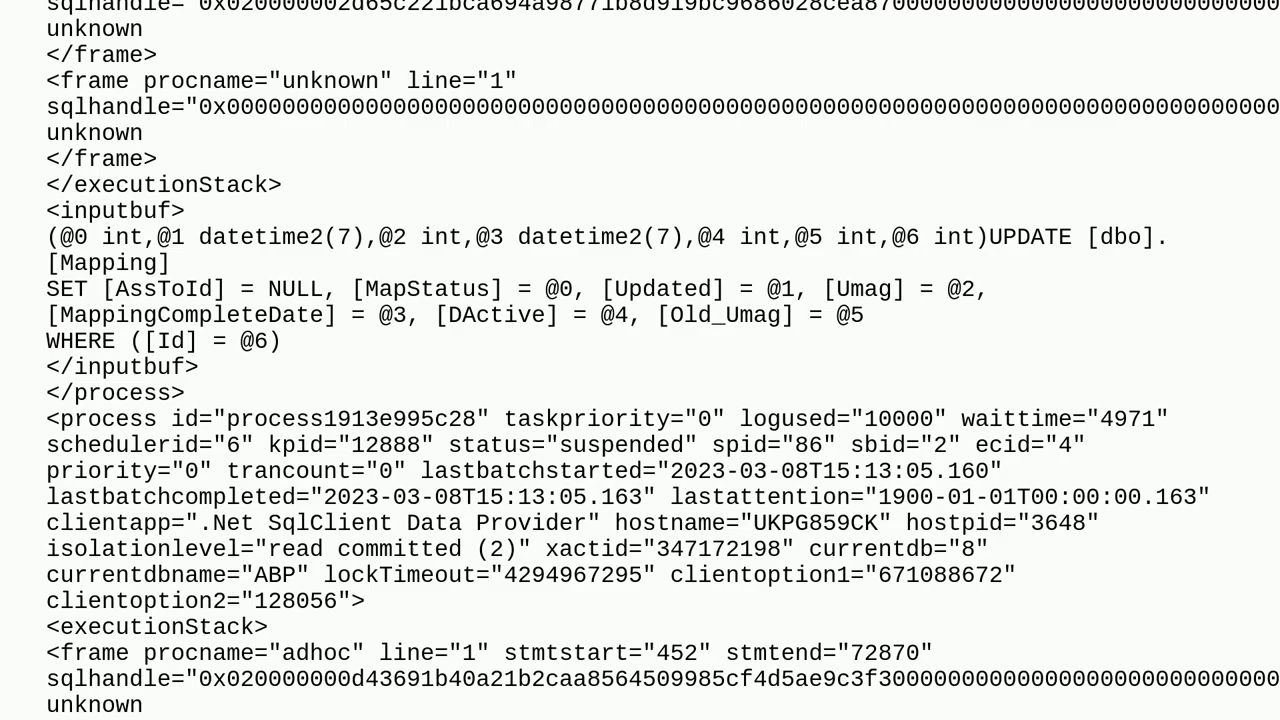 sqlhandle="0x020000002d65c221bca694a98771b8d919bc9686028cea870000000000000000000000000000
unknown
</frame>
<frame procname="unknown" line="1"
sqlhandle="0x0000000000000000000000000000000000000000000000000000000000000000000000000000
unknown
</frame>
</executionStack>
<inputbuf>
(@0 int,@1 datetime2(7),@2 int,@3 datetime2(7),@4 int,@5 int,@6 int)UPDATE [dbo].
[Mapping]
SET [AssToId] = NULL, [MapStatus] = @0, [Updated] = @1, [Umag] = @2,
[MappingCompleteDate] = @3, [DActive] = @4, [Old_Umag] = @5
WHERE ([Id] = @6)
</inputbuf>
</process>
<process id="process1913e995c28" taskpriority="0" logused="10000" waittime="4971"
schedulerid="6" kpid="12888" status="suspended" spid="86" sbid="2" ecid="4"
priority="0" trancount="0" lastbatchstarted="2023-03-08T15:13:05.160"
lastbatchcompleted="2023-03-08T15:13:05.163" lastattention="1900-01-01T00:00:00.163"
clientapp=".Net SqlClient Data Provider" hostname="UKPG859CK" hostpid="3648"
isolationlevel="read committed (2)" xactid="347172198" currentdb="8"
currentdbname="ABP" lockTimeout="4294967295" clientoption1="671088672"
clientoption2="128056">
<executionStack>
<frame procname="adhoc" line="1" stmtstart="452" stmtend="72870"
sqlhandle="0x020000000d43691b40a21b2caa8564509985cf4d5ae9c3f30000000000000000000000000000
unknown